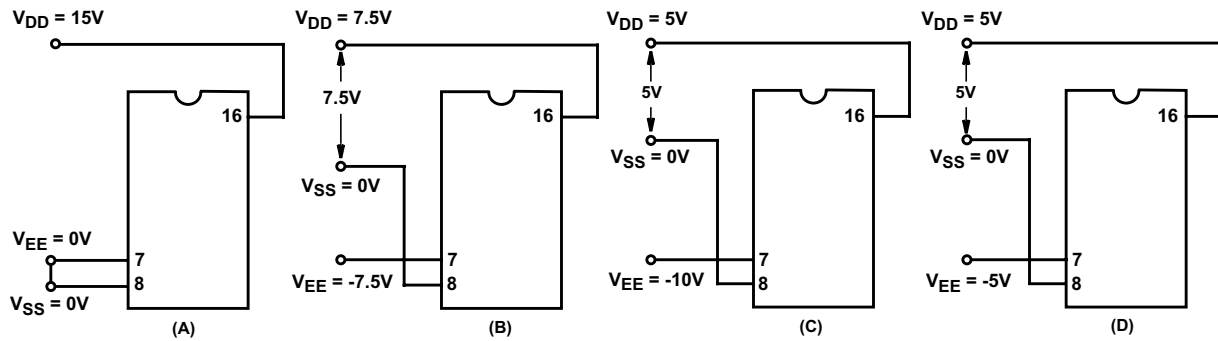 V_DD = 15V
16
V_EE = 0V
7
8
V_SS = 0V
(A)
V_DD = 7.5V
7.5V
16
V_SS = 0V
7
V_EE = -7.5V
8
(B)
V_DD = 5V
5V
16
V_SS = 0V
7
V_EE = -10V
8
(C)
V_DD = 5V
5V
16
V_SS = 0V
7
V_EE = -5V
8
(D)